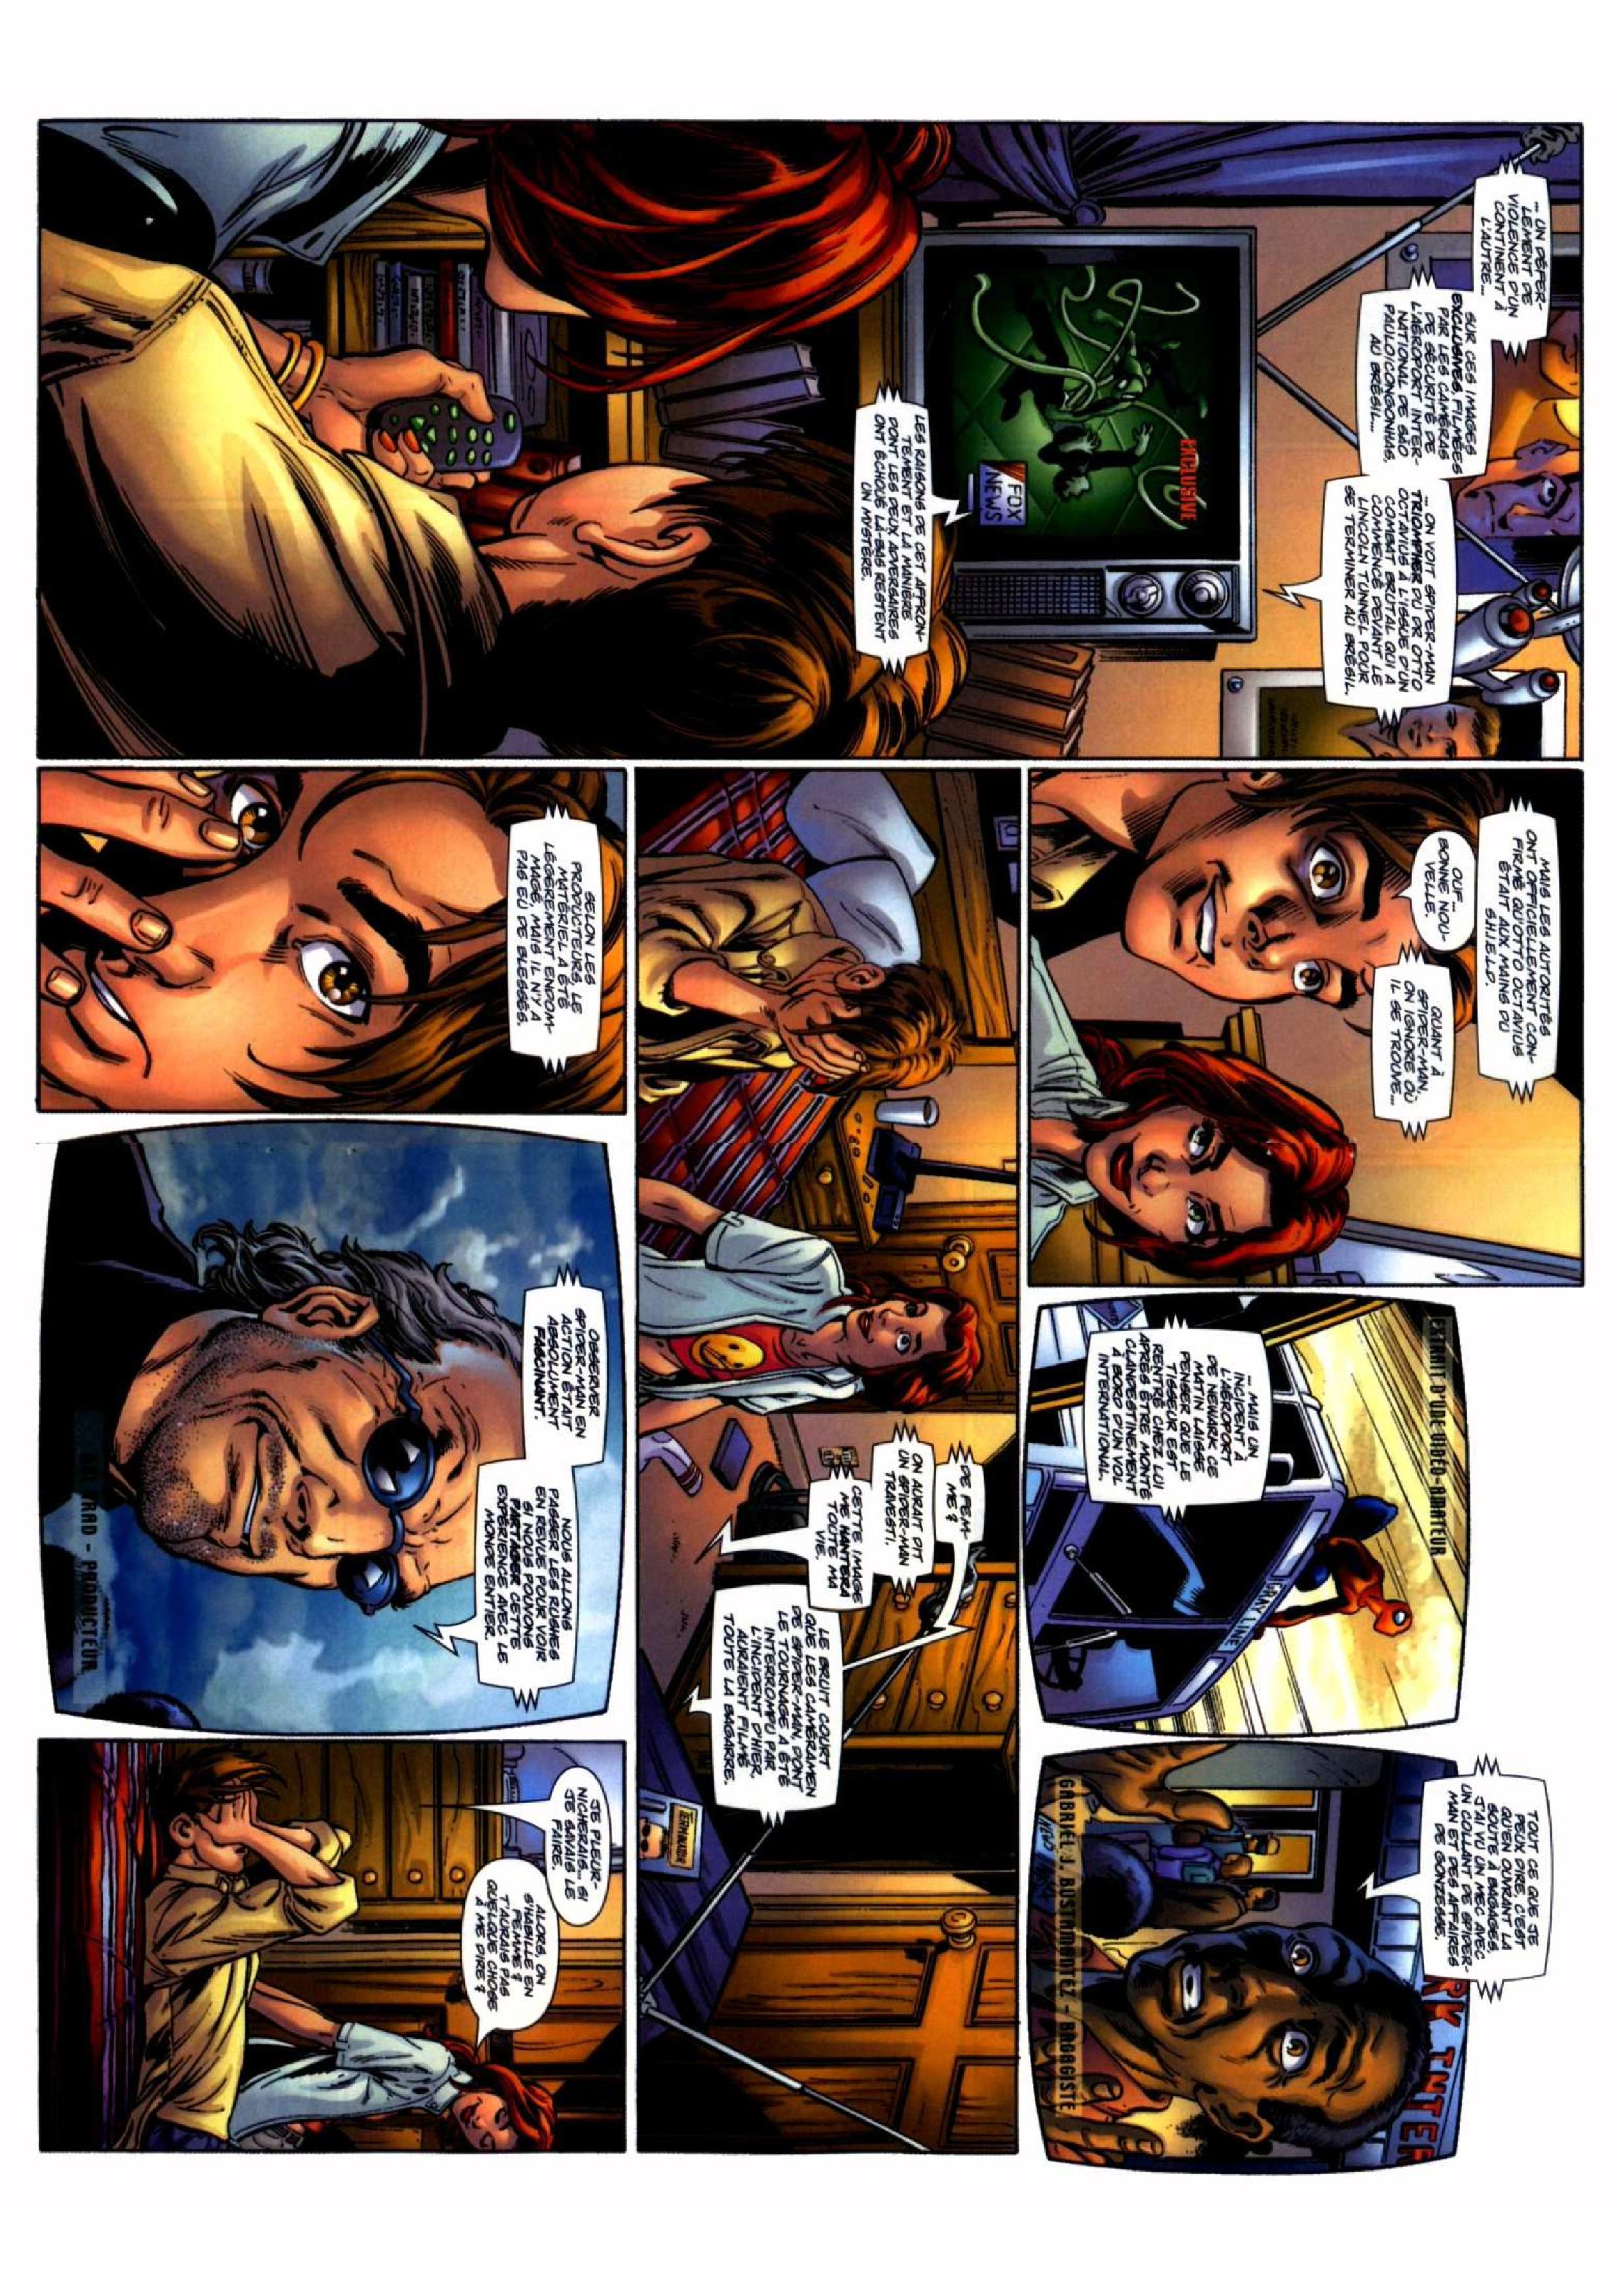 ... UN DÉFER-
LEMENT DE
VIOLENCE D'UN
CONTINENT À
L'AUTRE...
SUR CES IMAGES
EXCLUSIVES, FILMÉES
PAR LES CAMÉRAS
DE SÉCURITÉ DE
L'AÉROPORT INTER-
NATIONAL DE SÃO
PAULO/CONGONHAS,
AU BRÉSIL...
... ON VOIT SPIDER-MAN
TRIOMPHER DU DR OTTO
OCTAVIUS À L'ISSUE D'UN
COMBAT BRUTAL QUI A
COMMENCÉ DEVANT LE
LINCOLN TUNNEL POUR
SE TERMINER AU BRÉSIL.
EXCLUSIVE
FOX
NEWS
LES RAISONS DE CET AFFRON-
TEMENT ET LA MANIÈRE
DONT LES DEUX ADVERSAIRES
ONT ÉCHOUÉ LÀ-BAS RESTENT
UN MYSTÈRE.
MAIS LES AUTORITÉS
ONT OFFICIELLEMENT CON-
FIRMÉ QU'OTTO OCTAVIUS
ÉTAIT AUX MAINS DU
S.H.I.E.L.D.
OUF...
BONNE NOU-
VELLE.
QUANT À
SPIDER-MAN,
ON IGNORE OÙ
IL SE TROUVE...
EXTRAIT D'UNE VIDÉO-AMATEUR
... MAIS UN
INCIDENT À
L'AÉROPORT
DE NEWARK CE
MATIN LAISSE
PENSER QUE LE
TISSEUR EST
RENTRÉ CHEZ LUI
APRÈS ÊTRE MONTÉ
CLANDESTINEMENT
À BORD D'UN VOL
INTERNATIONAL.
GRAY LINE
TOUT CE QUE JE
PEUX DIRE, C'EST
QU'EN OUVRANT LA
SOUTE À BAGAGES,
J'AI VU UN MEC AVEC
UN COLLANT DE SPIDER-
MAN ET DES AFFAIRES
DE GONZESSE.
RK INTER
GABRIEL J. BUSTAMONTEZ - BAGAGISTE
DE FEM-
ME ?
ON AURAIT DIT
UN SPIDER-MAN
TRAVESTI.
CETTE IMAGE
ME HANTERA
TOUTE MA
VIE.
LE BRUIT COURT
QUE LES CAMÉRAMEN
DE SPIDER-MAN, DONT
LE TOURNAGE A ÉTÉ
INTERROMPU PAR
L'INCIDENT D'HIER,
AURAIENT FILMÉ
TOUTE LA BAGARRE.
TERMINATOR
SELON LES
PRODUCTEURS, LE
MATÉRIEL A ÉTÉ
LÉGÈREMENT ENDOM-
MAGÉ, MAIS IL N'Y A
PAS EU DE BLESSÉS.
OBSERVER
SPIDER-MAN EN
ACTION ÉTAIT
ABSOLUMENT
FASCINANT.
NOUS ALLONS
PASSER LES RUSHES
EN REVUE POUR VOIR
SI NOUS POUVONS
PARTAGER CETTE
EXPÉRIENCE AVEC LE
MONDE ENTIER.
ARAD - PRODUCTEUR
JE PLEUR-
NICHERAIS... SI
JE SAVAIS LE
FAIRE.
ALORS, ON
S'HABILLE EN
FEMME ?
T'AURAIS PAS
QUELQUE CHOSE
À ME DIRE ?